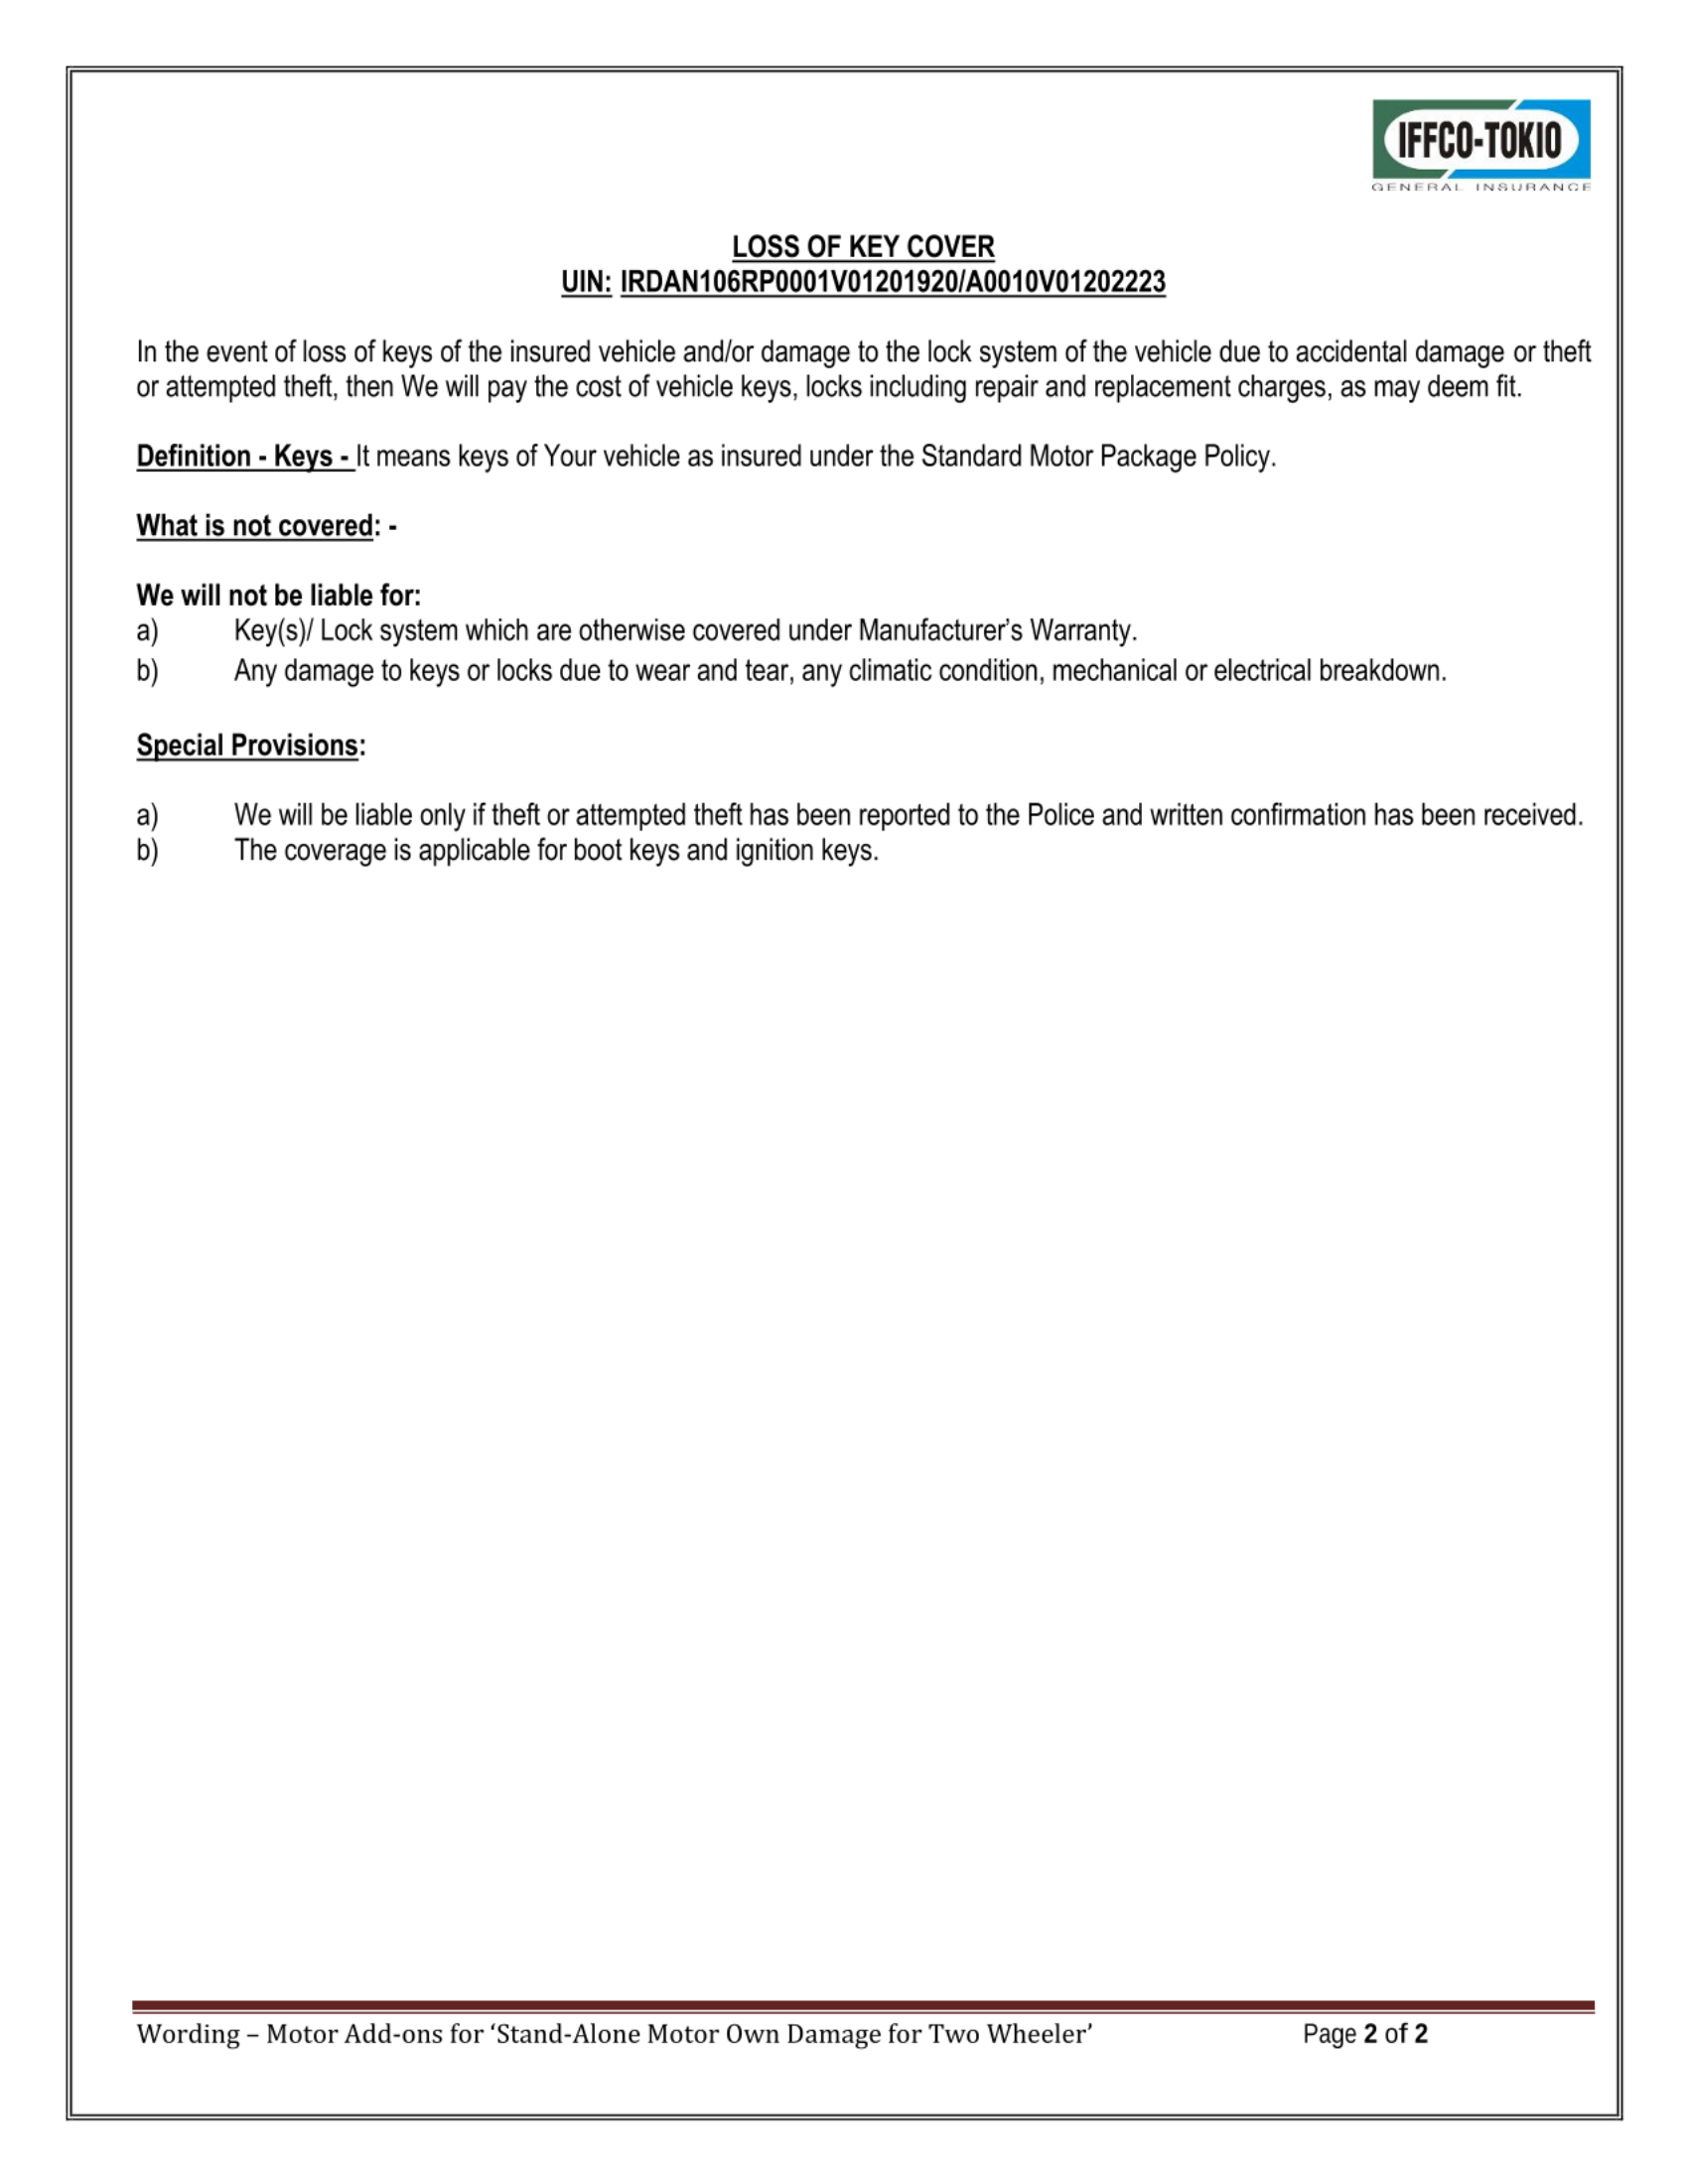 IFFCO-TOKIO
GENERAL INSURANCE
LOSS OF KEY COVER
UIN: IRDAN106RP0001V01201920/A0010V01202223
In the event of loss of keys of the insured vehicle and/or damage to the lock system of the vehicle due to accidental damage or theft
or attempted theft, then We will pay the cost of vehicle keys, locks including repair and replacement charges, as may deem fit.
Definition - Keys - It means keys of Your vehicle as insured under the Standard Motor Package Policy.
What is not covered: -
We will not be liable for:
a) Key(s)/ Lock system which are otherwise covered under Manufacturer’s Warranty.
b) Any damage to keys or locks due to wear and tear, any climatic condition, mechanical or electrical breakdown.
Special Provisions:
a) We will be liable only if theft or attempted theft has been reported to the Police and written confirmation has been received.
b) The coverage is applicable for boot keys and ignition keys.
Wording – Motor Add-ons for ‘Stand-Alone Motor Own Damage for Two Wheeler’ Page 2 of 2